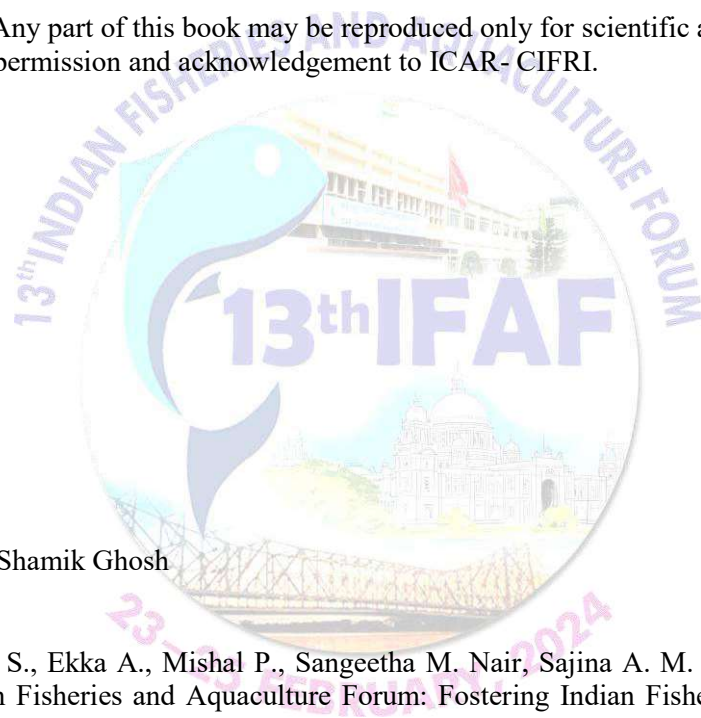 Any part of this book may be reproduced only for scientific a
permission and acknowledgement to ICAR- CIFRI.
13th INDIAN FISHERIES AND AQUACULTURE FORUM
13th IFAF
Shamik Ghosh
23-25 FEBRUARY, 2024
S., Ekka A., Mishal P., Sangeetha M. Nair, Sajina A. M.
Fisheries and Aquaculture Forum: Fostering Indian Fishe